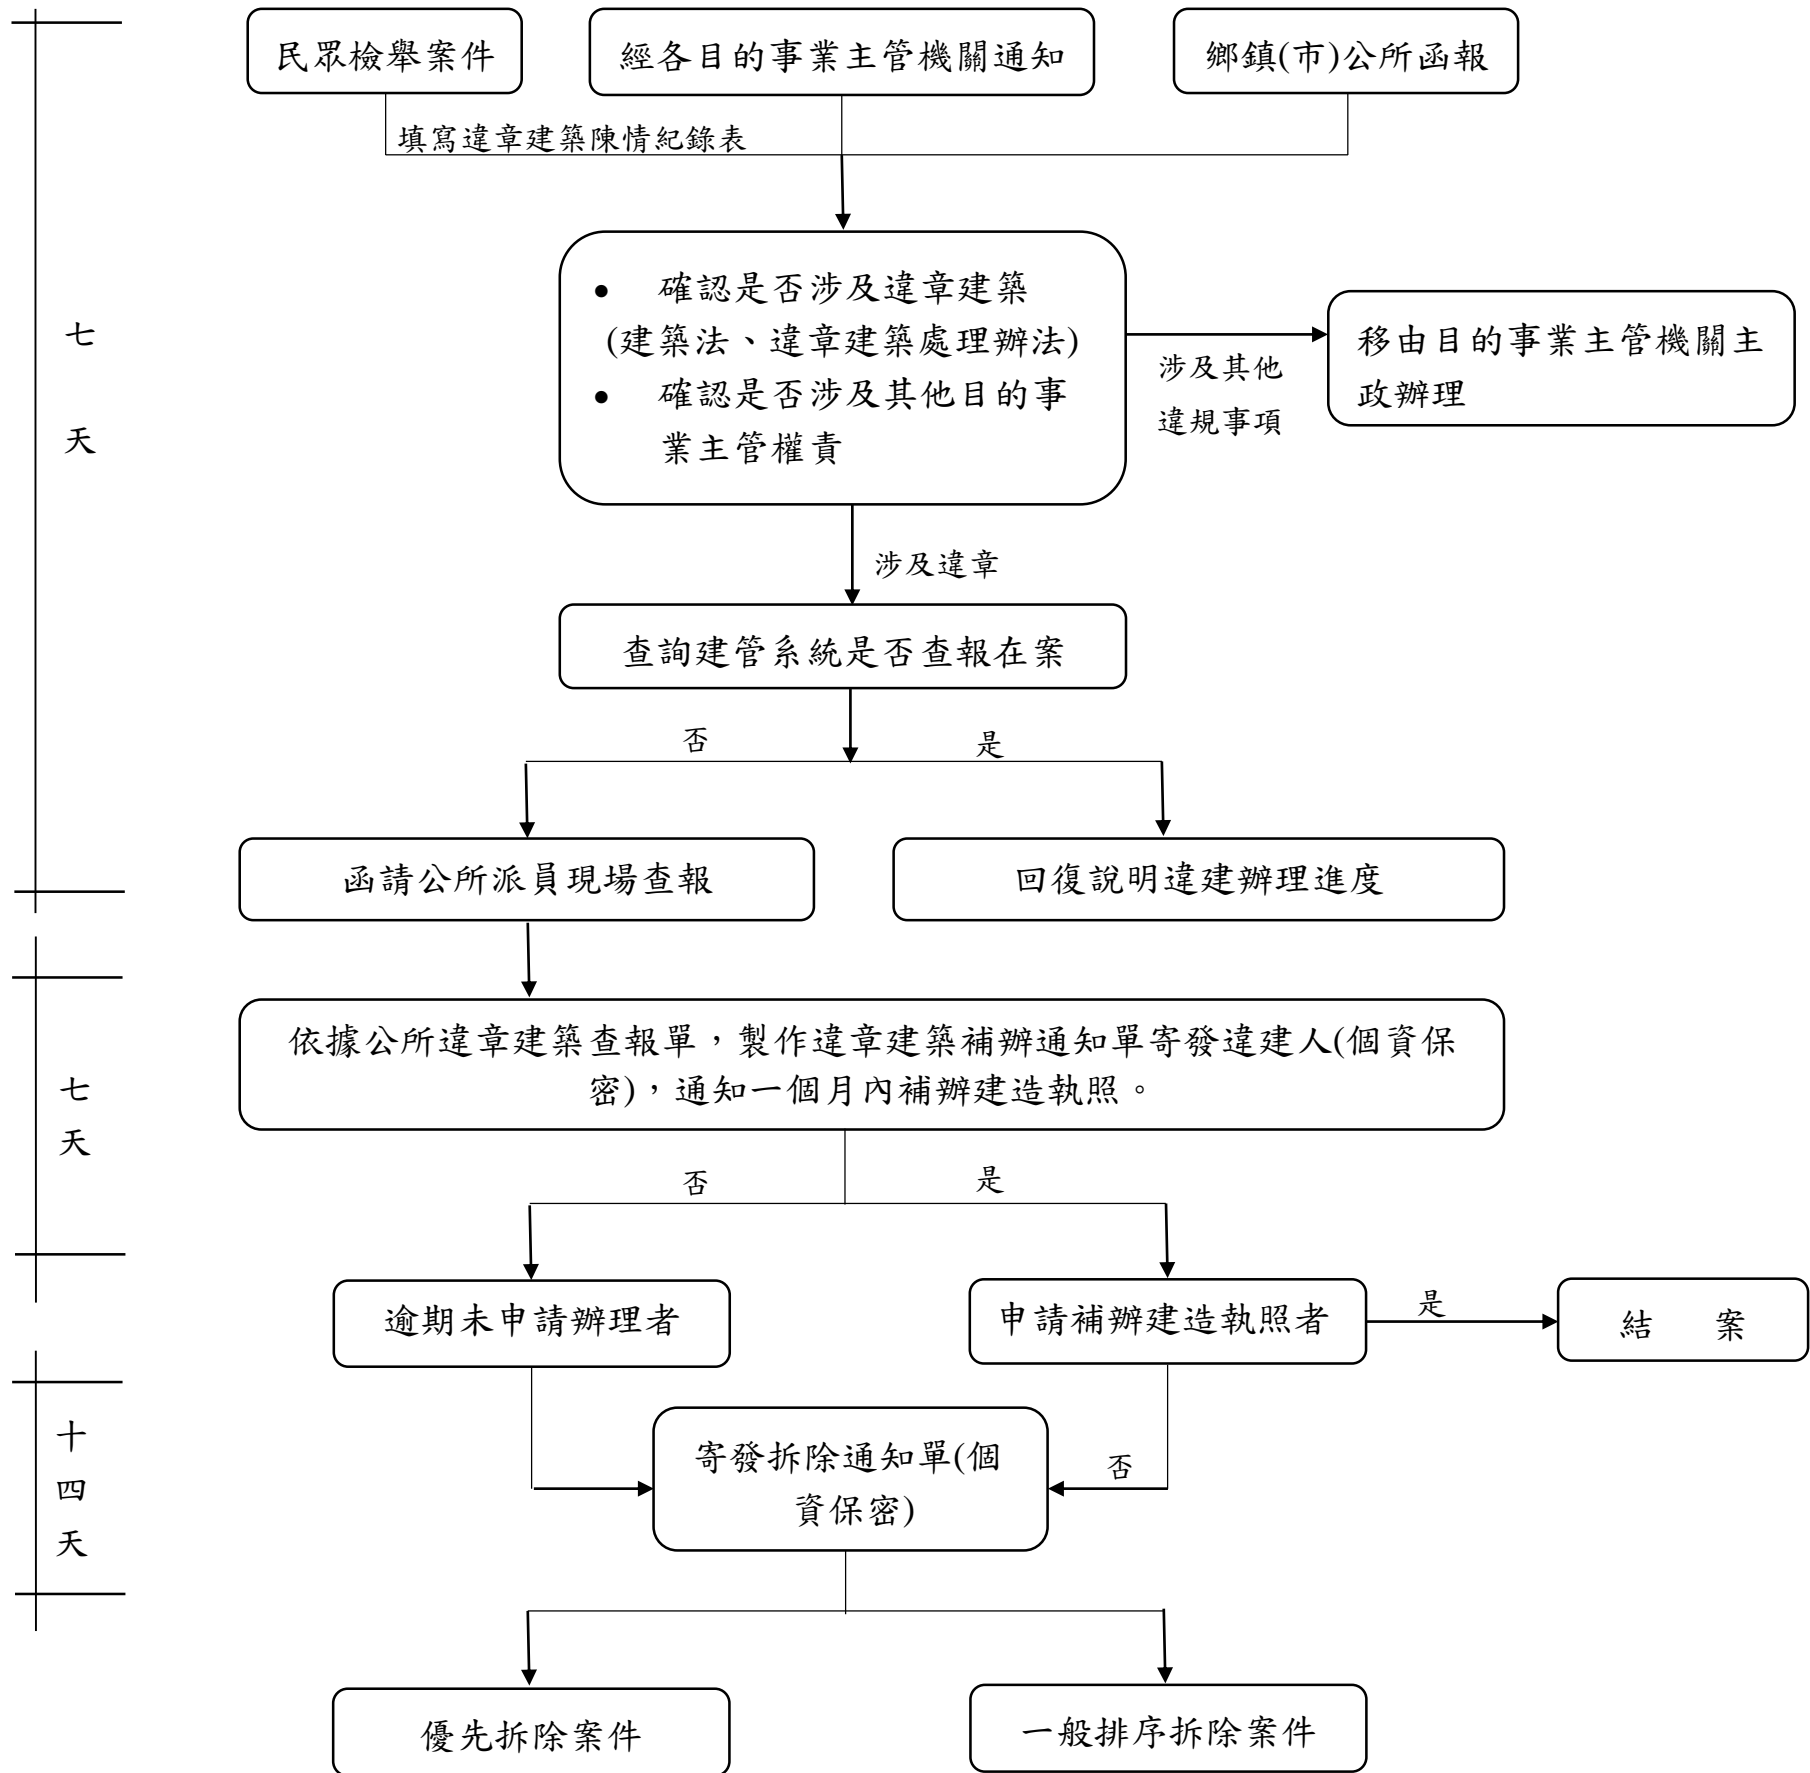 民眾檢舉案件
經各目的事業主管機關通知
鄉鎮(市)公所函報
填寫違章建築陳情紀錄表
七
天
• 確認是否涉及違章建築
(建築法、違章建築處理辦法)
• 確認是否涉及其他目的事
業主管權責
涉及其他
違規事項
移由目的事業主管機關主
政辦理
涉及違章
查詢建管系統是否查報在案
否
是
函請公所派員現場查報
回復說明違建辦理進度
七
天
依據公所違章建築查報單，製作違章建築補辦通知單寄發違建人(個資保
密)，通知一個月內補辦建造執照。
否
是
逾期未申請辦理者
申請補辦建造執照者
是
結 案
十
四
天
寄發拆除通知單(個
資保密)
否
優先拆除案件
一般排序拆除案件